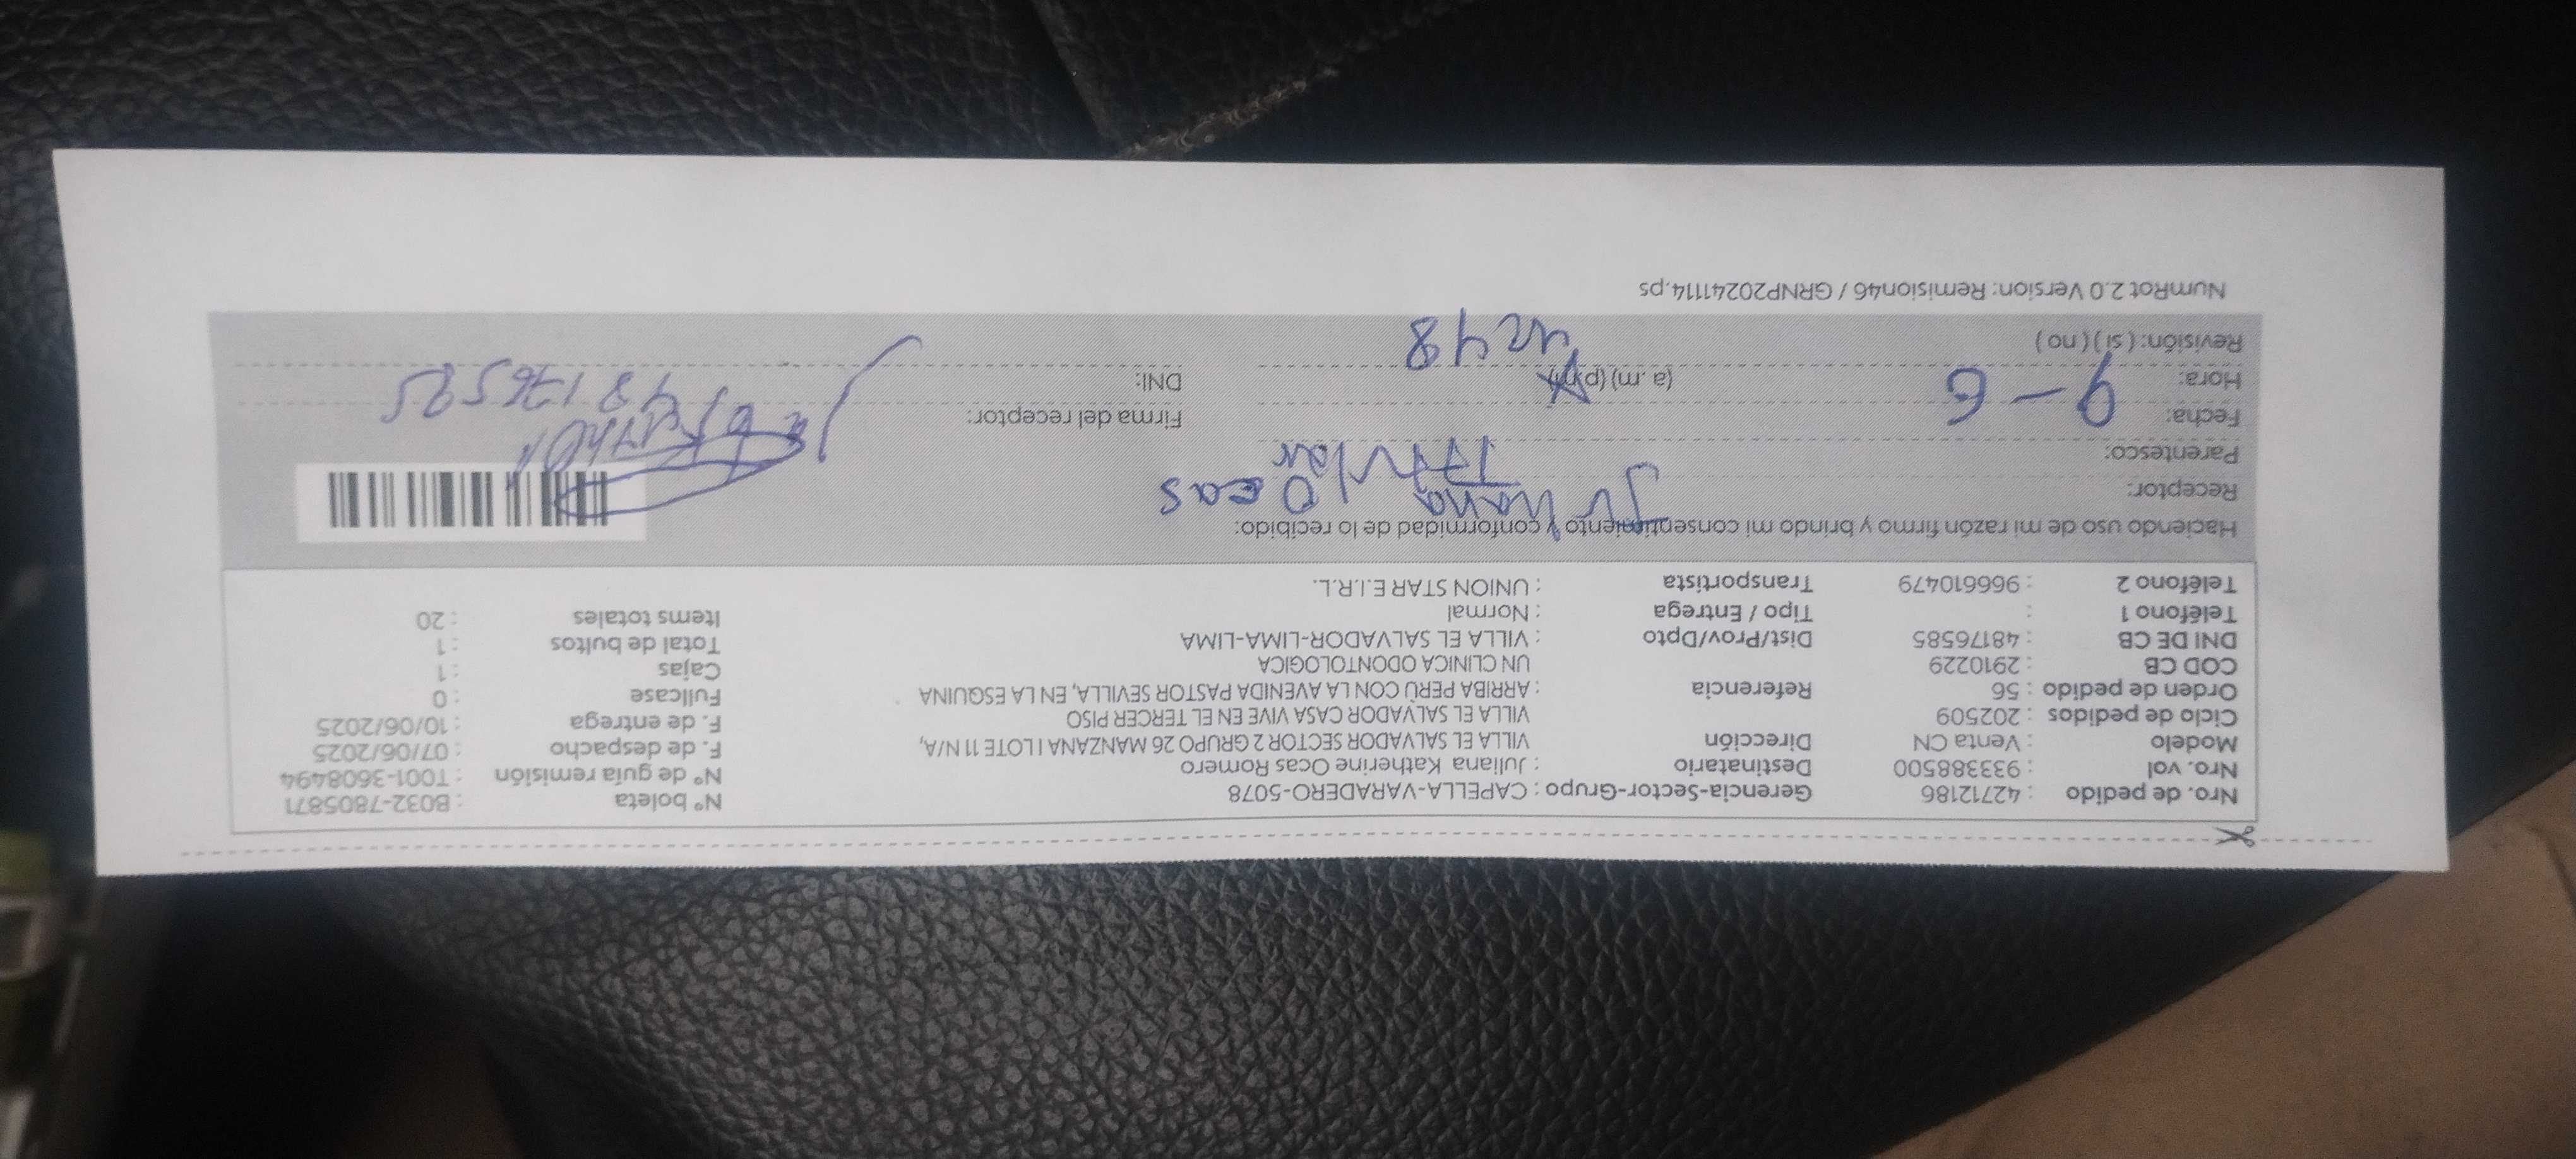 Nro. de pedido : 42712186 Gerencia-Sector-Grupo : CAPELLA-VARADERO-5078 N° boleta : B032-7805871
Nro. vol : 933388500 Destinatario : Juliana Katherine Ocas Romero N° de guía remisión : T001-3608494
Modelo : Venta CN Dirección VILLA EL SALVADOR SECTOR 2 GRUPO 26 MANZANA I LOTE 11 N/A, F. de despacho : 07/06/2025
Ciclo de pedidos : 202509 VILLA EL SALVADOR CASA VIVE EN EL TERCER PISO F. de entrega : 10/06/2025
Orden de pedido : 56 Referencia : ARRIBA PERÚ CON LA AVENIDA PASTOR SEVILLA, EN LA ESQUINA Fullcase : 0
COD CB : 2910229 UN CLINICA ODONTOLOGICA Cajas : 1
DNI DE CB : 48176585 Dist/Prov/Dpto : VILLA EL SALVADOR-LIMA-LIMA Total de bultos : 1
Teléfono 1 : Tipo / Entrega : Normal Items totales : 20
Teléfono 2 : 966610479 Transportista : UNION STAR E.I.R.L.
Haciendo uso de mi razón firmo y brindo mi consentimiento y conformidad de lo recibido:
Receptor: Juliana Ocas
Parentesco: Titular
Fecha: 9-6 Firma del receptor:
Hora: (a.m) (p.m) 4248 DNI: 48176585
Revisión: ( si ) ( no )
NumRot 2.0 Version: Remision46 / GRNP20241114.ps